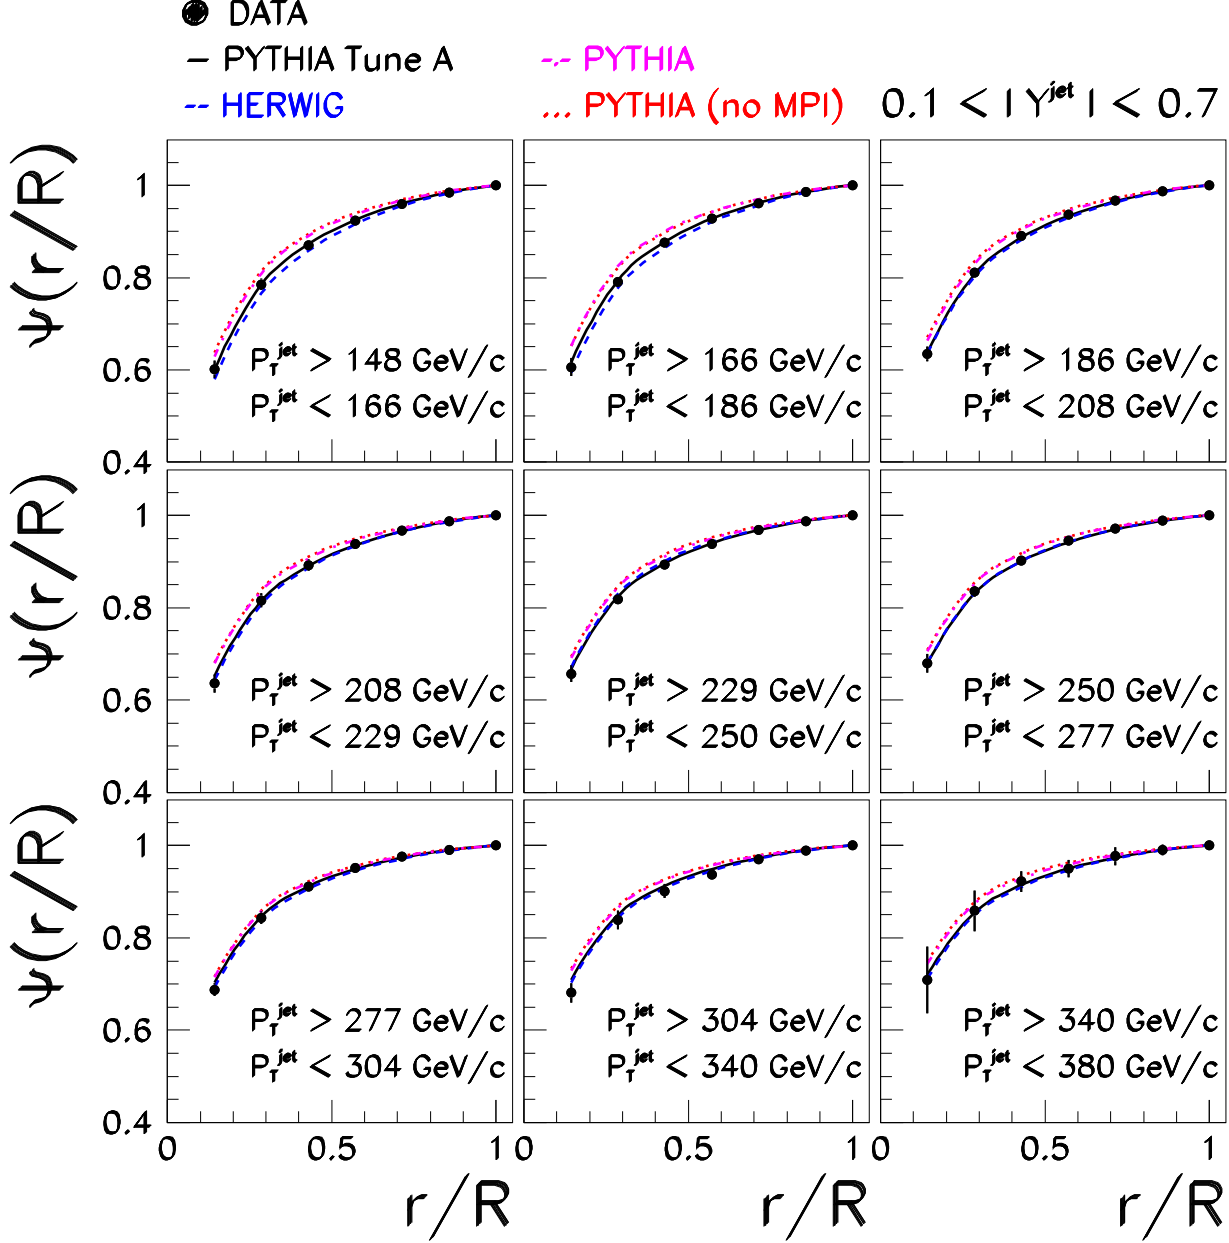 ● DATA
— PYTHIA Tune A
-·- PYTHIA
-- HERWIG
... PYTHIA (no MPI)
0.1 < | Y^jet | < 0.7
Ψ(r/R)
1
0.8
0.6
0.4
P_T^jet > 148 GeV/c
P_T^jet < 166 GeV/c
P_T^jet > 166 GeV/c
P_T^jet < 186 GeV/c
P_T^jet > 186 GeV/c
P_T^jet < 208 GeV/c
Ψ(r/R)
1
0.8
0.6
0.4
P_T^jet > 208 GeV/c
P_T^jet < 229 GeV/c
P_T^jet > 229 GeV/c
P_T^jet < 250 GeV/c
P_T^jet > 250 GeV/c
P_T^jet < 277 GeV/c
Ψ(r/R)
1
0.8
0.6
0.4
P_T^jet > 277 GeV/c
P_T^jet < 304 GeV/c
P_T^jet > 304 GeV/c
P_T^jet < 340 GeV/c
P_T^jet > 340 GeV/c
P_T^jet < 380 GeV/c
0 0.5 1 0 0.5 1 0 0.5 1
r/R r/R r/R